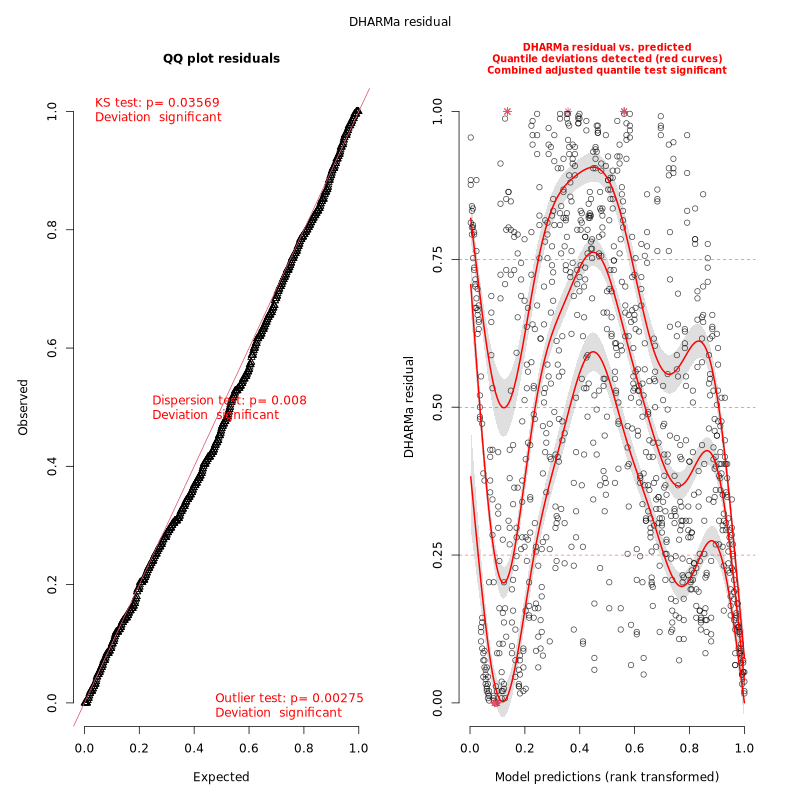 DHARMa residual
QQ plot residuals
KS test: p= 0.03569
Deviation significant
Dispersion test: p= 0.008
Deviation significant
Outlier test: p= 0.00275
Deviation significant
0.0
0.2
0.4
0.6
0.8
1.0
Observed
0.0
0.2
0.4
0.6
0.8
1.0
Expected
DHARMa residual vs. predicted
Quantile deviations detected (red curves)
Combined adjusted quantile test significant
0.00
0.25
0.50
0.75
1.00
DHARMa residual
0.0
0.2
0.4
0.6
0.8
1.0
Model predictions (rank transformed)